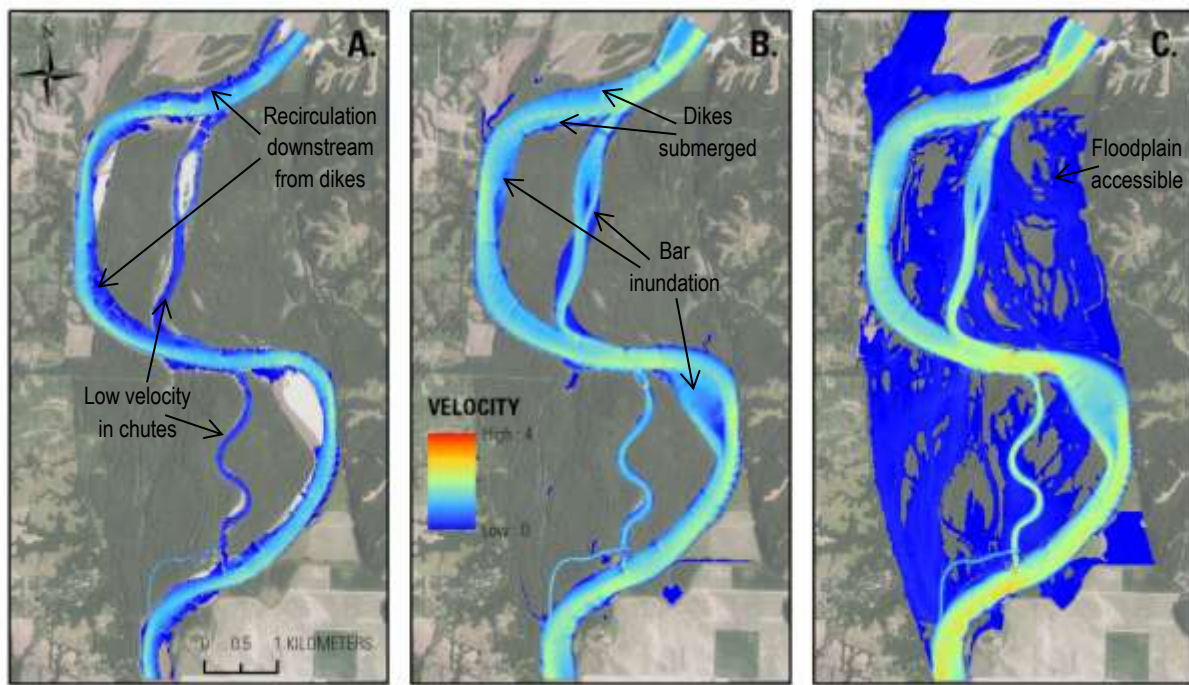 N
A.
Recirculation
downstream
from dikes
Low velocity
in chutes
0 0.5 1 KILOMETERS
B.
Dikes
submerged
Bar
inundation
VELOCITY
High : 4
Low : 0
C.
Floodplain
accessible